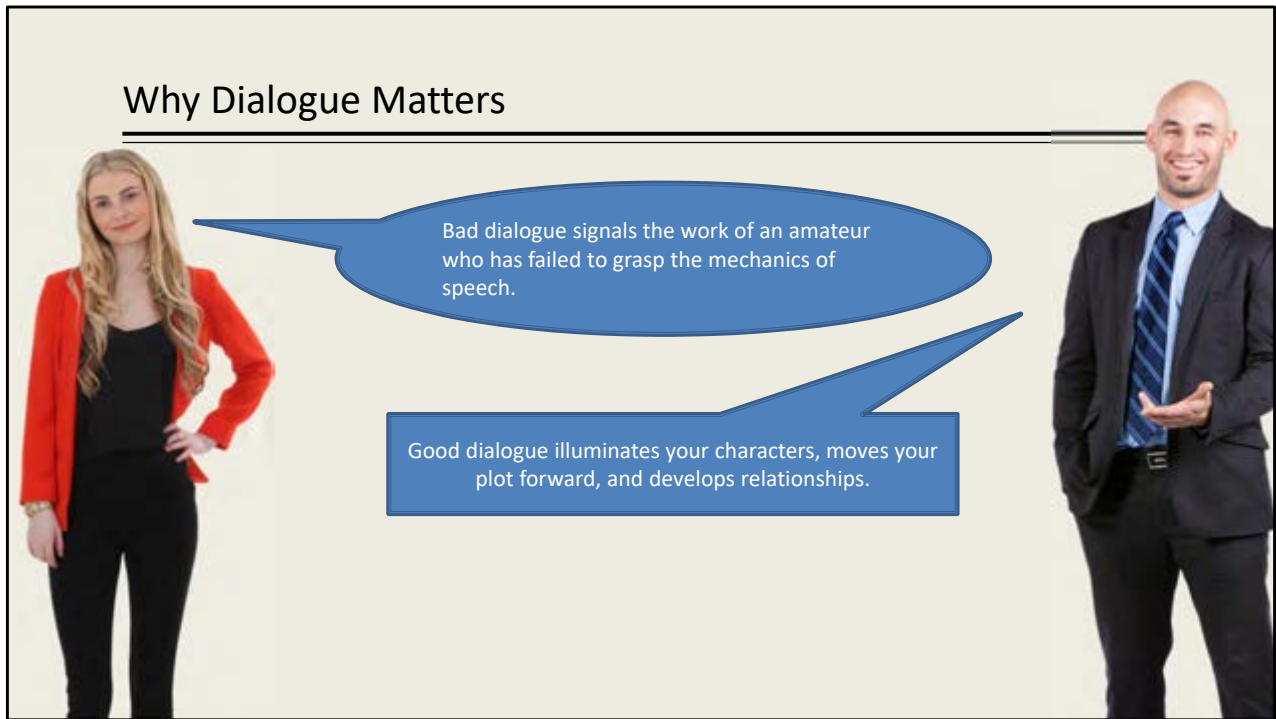 Why Dialogue Matters
Bad dialogue signals the work of an amateur
who has failed to grasp the mechanics of
speech.
Good dialogue illuminates your characters, moves your
plot forward, and develops relationships.